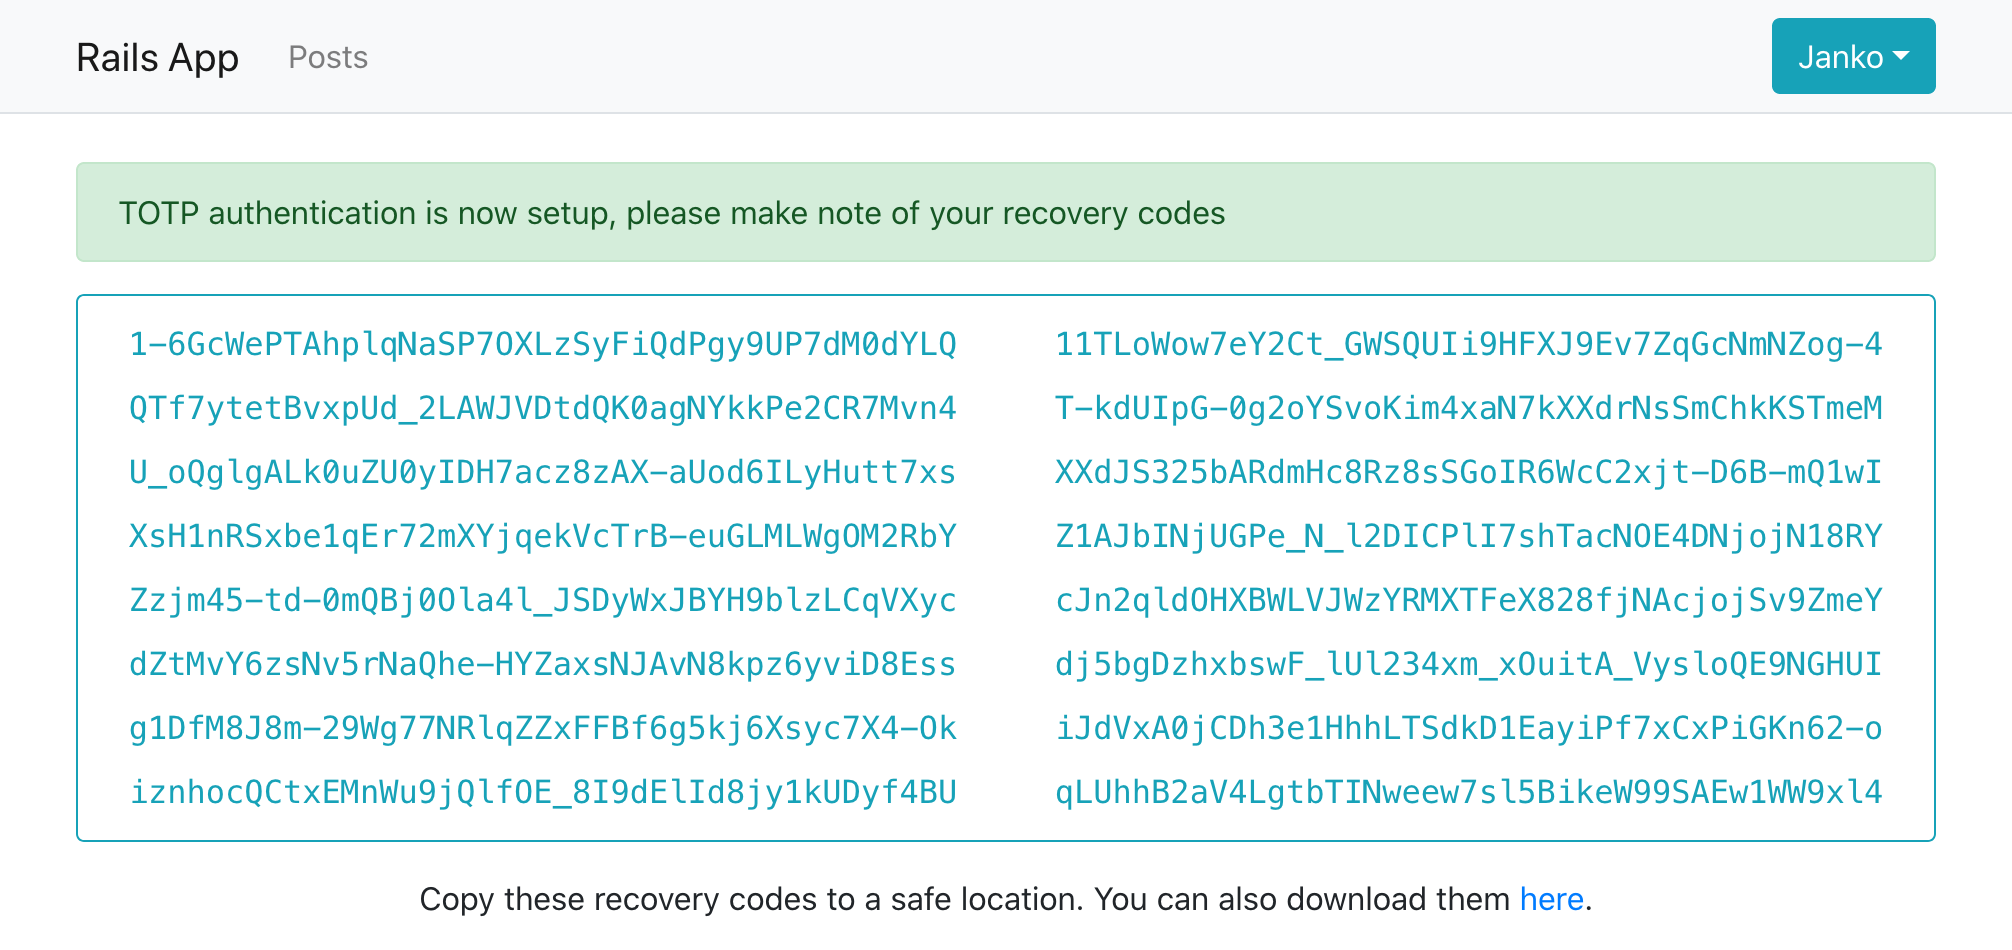 Rails App Posts Janko
TOTP authentication is now setup, please make note of your recovery codes
1-6GcWePTAhplqNaSP7OXLzSyFiQdPgy9UP7dM0dYLQ 11TLoWow7eY2Ct_GWSQUIi9HFXJ9Ev7ZqGcNmNZog-4
QTf7ytetBvxpUd_2LAWJVDtdQK0agNYkkPe2CR7Mvn4 T-kdUIpG-0g2oYSvoKim4xaN7kXXdrNsSmChkKSTmeM
U_oQglgALk0uZU0yIDH7acz8zAX-aUod6ILyHutt7xs XXdJS325bARdmHc8Rz8sSGoIR6WcC2xjt-D6B-mQ1wI
XsH1nRSxbe1qEr72mXYjqekVcTrB-euGLMLWgOM2RbY Z1AJbINjUGPe_N_l2DICPlI7shTacNOE4DNjojN18RY
Zzjm45-td-0mQBj0Ola4l_JSDyWxJBYH9blzLCqVXyc cJn2qldOHXBWLVJWzYRMXTFeX828fjNAcjojSv9ZmeY
dZtMvY6zsNv5rNaQhe-HYZaxsNJAvN8kpz6yviD8Ess dj5bgDzhxbswF_lUl234xm_xOuitA_VysloQE9NGHUI
g1DfM8J8m-29Wg77NRlqZZxFFBf6g5kj6Xsyc7X4-Ok iJdVxA0jCDh3e1HhhLTSdkD1EayiPf7xCxPiGKn62-o
iznhocQCtxEMnWu9jQlfOE_8I9dElId8jy1kUDyf4BU qLUhhB2aV4LgtbTINweew7sl5BikeW99SAEw1WW9xl4
Copy these recovery codes to a safe location. You can also download them here.